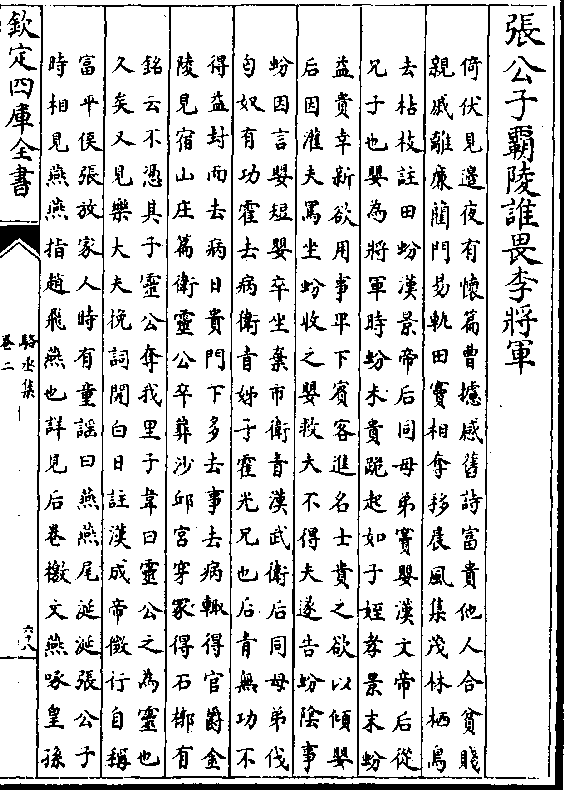 張公子覇陵誰畏李將軍
倚伏見邊夜有懷篇曹攄感舊詩富貴他人合貧賤
親戚離廉藺門易軌田竇相奪移晨風集茂林栖鳥
去枯枝註田蚡漢景帝后同母弟竇嬰漢文帝后從
兄子也嬰為將軍時蚡未貴跪起如子姪孝景末蚡
益貴幸新欲用事卑下賓客進名士貴之欲以傾嬰
后因灌夫罵坐蚡收之嬰救夫不得夫遂告蚡陰事
蚡因言嬰短嬰卒坐棄市衛青漢武衛后同母弟伐
匈奴有功霍去病衛青姊子霍光兄也后青無功不
得益封而去病日貴門下多去事去病輒得官爵金
陵見宿山庄篇衛靈公卒葬沙邱宮穿冢得石槨有
銘云不憑其子靈公奪我里子韋曰靈公之為靈也
久矣又見樂大夫挽詞閒白日註漢成帝微行自稱
富平侯張放家人時有童謡曰燕燕尾涎涎張公子
時相見燕燕指趙飛燕也詳見后卷檄文燕啄皇孫
欽定四庫全書
駱丞集
卷二
六八